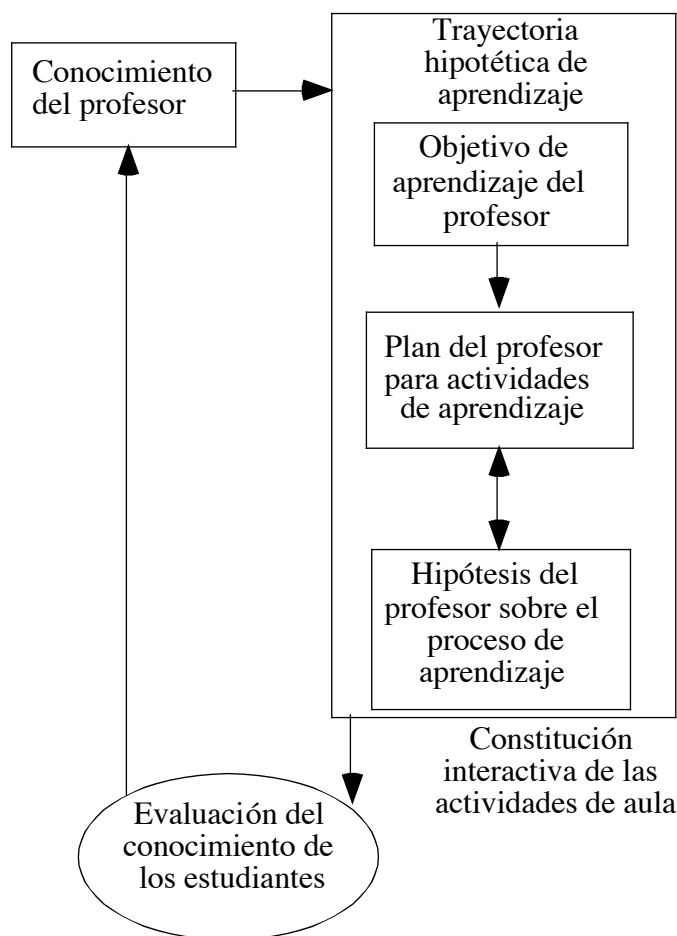 Conocimiento
del profesor
Trayectoria
hipotética de
aprendizaje
Objetivo de
aprendizaje del
profesor
Plan del profesor
para actividades
de aprendizaje
Hipótesis del
profesor sobre el
proceso de
aprendizaje
Constitución
interactiva de las
actividades de aula
Evaluación del
conocimiento de
los estudiantes